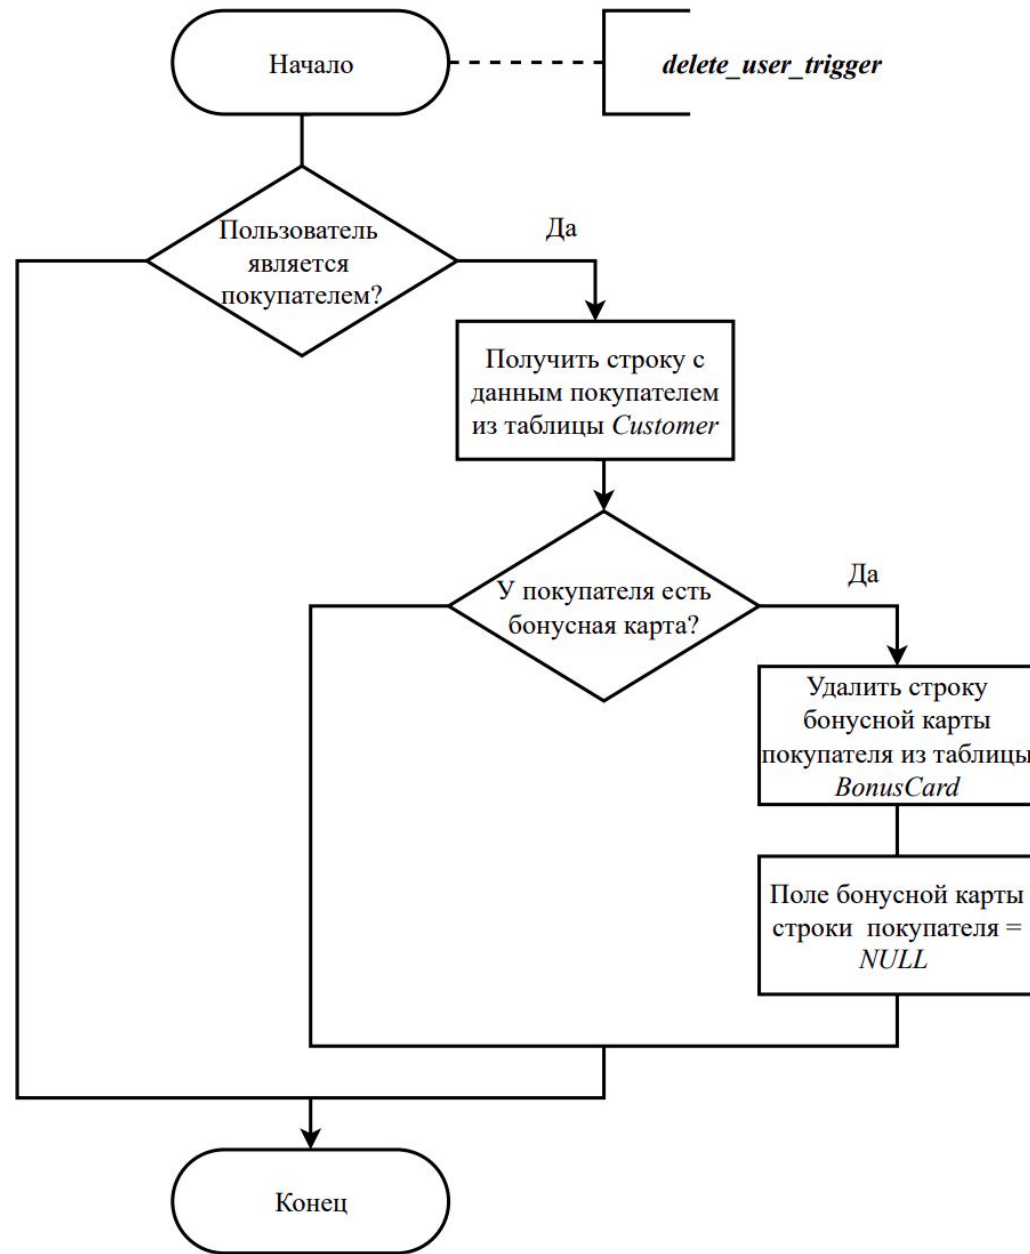 Начало
delete_user_trigger
Пользователь
является
покупателем?
Да
Получить строку с
данным покупателем
из таблицы Customer
У покупателя есть
бонусная карта?
Да
Удалить строку
бонусной карты
покупателя из таблицы
BonusCard
Поле бонусной карты
строки покупателя =
NULL
Конец